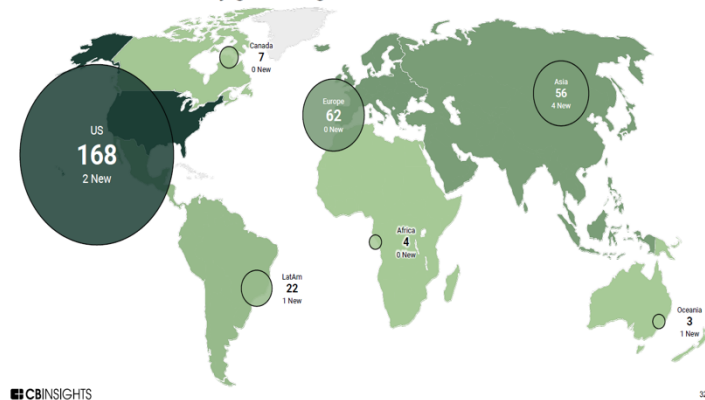 Canada
7
0 New
US
168
2 New
Europe
62
0 New
Asia
56
4 New
Africa
4
0 New
LatAm
22
1 New
Oceania
3
1 New
CBINSIGHTS